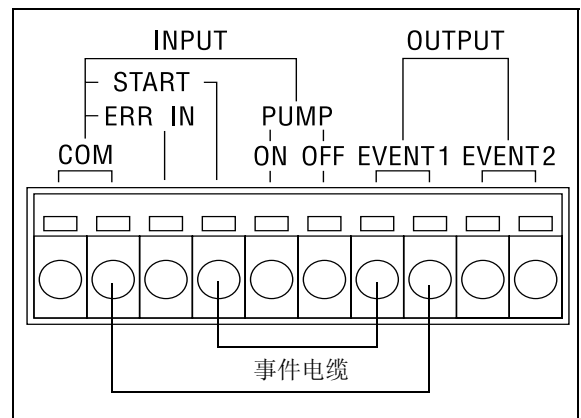 INPUT OUTPUT
START
ERR IN PUMP
COM ON OFF EVENT1 EVENT2
事件电缆